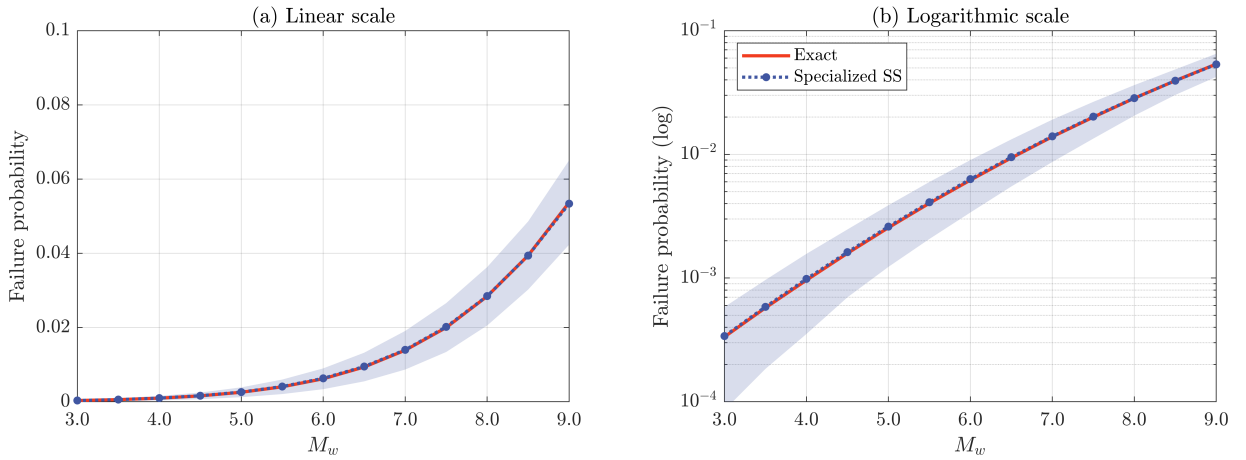 (a) Linear scale
0.1
0.08
0.06
0.04
0.02
0
Failure probability
3.0 4.0 5.0 6.0 7.0 8.0 9.0
M_w
(b) Logarithmic scale
Exact
Specialized SS
10^{-1}
10^{-2}
10^{-3}
10^{-4}
Failure probability (log)
3.0 4.0 5.0 6.0 7.0 8.0 9.0
M_w